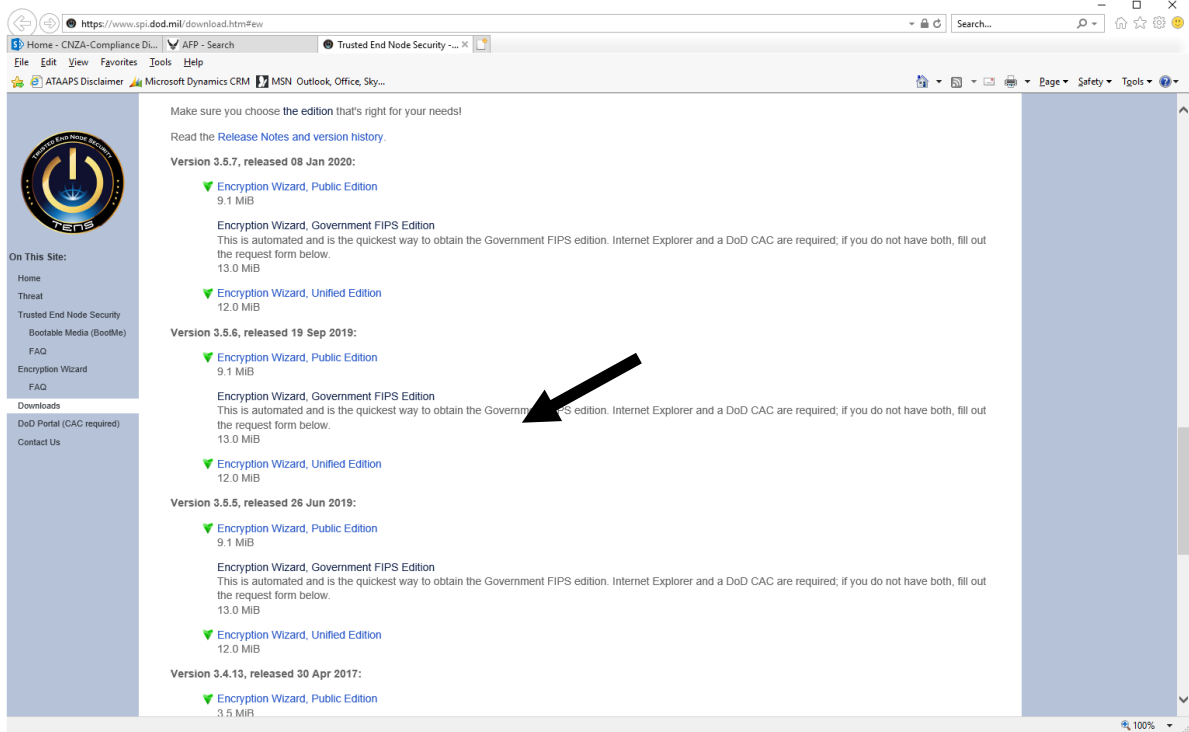 https://www.spi.dod.mil/download.htm#ew
Search...
Home - CNZA-Compliance Di...
AFP - Search
Trusted End Node Security -...
File Edit View Favorites Tools Help
ATAAPS Disclaimer Microsoft Dynamics CRM MSN Outlook, Office, Sky...
Page Safety Tools
TRUSTED END NODE SECURITY
TENS
On This Site:
Home
Threat
Trusted End Node Security
Bootable Media (BootMe)
FAQ
Encryption Wizard
FAQ
Downloads
DoD Portal (CAC required)
Contact Us
Make sure you choose the edition that's right for your needs!
Read the Release Notes and version history.
Version 3.5.7, released 08 Jan 2020:
Encryption Wizard, Public Edition
9.1 MiB
Encryption Wizard, Government FIPS Edition
This is automated and is the quickest way to obtain the Government FIPS edition. Internet Explorer and a DoD CAC are required; if you do not have both, fill out
the request form below.
13.0 MiB
Encryption Wizard, Unified Edition
12.0 MiB
Version 3.5.6, released 19 Sep 2019:
Encryption Wizard, Public Edition
9.1 MiB
Encryption Wizard, Government FIPS Edition
This is automated and is the quickest way to obtain the Governm PS edition. Internet Explorer and a DoD CAC are required; if you do not have both, fill out
the request form below.
13.0 MiB
Encryption Wizard, Unified Edition
12.0 MiB
Version 3.5.5, released 26 Jun 2019:
Encryption Wizard, Public Edition
9.1 MiB
Encryption Wizard, Government FIPS Edition
This is automated and is the quickest way to obtain the Government FIPS edition. Internet Explorer and a DoD CAC are required; if you do not have both, fill out
the request form below.
13.0 MiB
Encryption Wizard, Unified Edition
12.0 MiB
Version 3.4.13, released 30 Apr 2017:
Encryption Wizard, Public Edition
3.5 MiB
100%